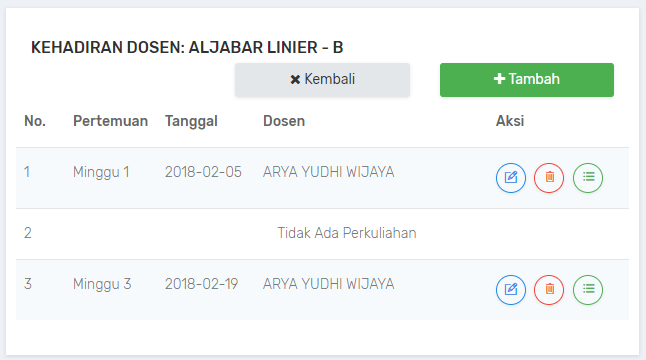 KEHADIRAN DOSEN: ALJABAR LINIER - B
Kembali
Tambah
No. Pertemuan Tanggal Dosen Aksi
1 Minggu 1 2018-02-05 ARYA YUDHI WIJAYA
2 Tidak Ada Perkuliahan
3 Minggu 3 2018-02-19 ARYA YUDHI WIJAYA